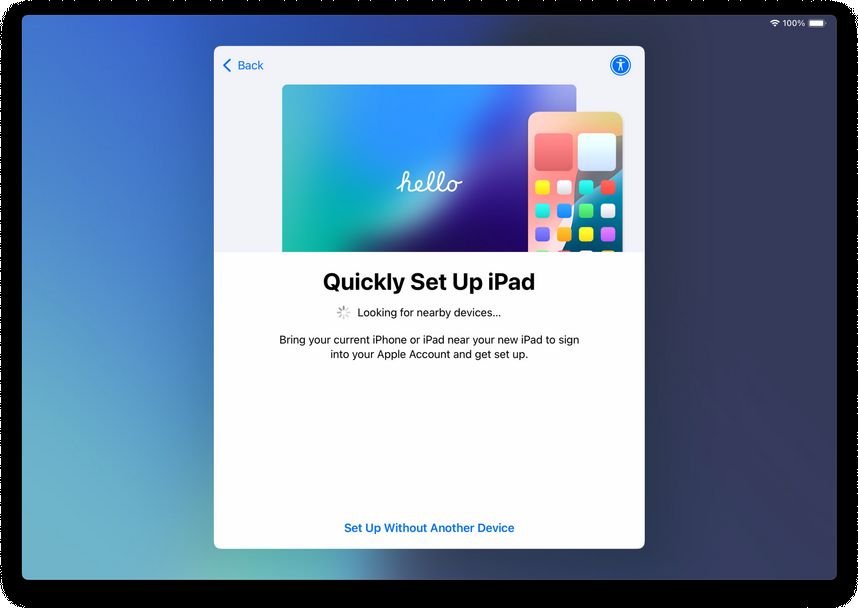 100%
Back
hello
Quickly Set Up iPad
Looking for nearby devices...
Bring your current iPhone or iPad near your new iPad to sign
into your Apple Account and get set up.
Set Up Without Another Device